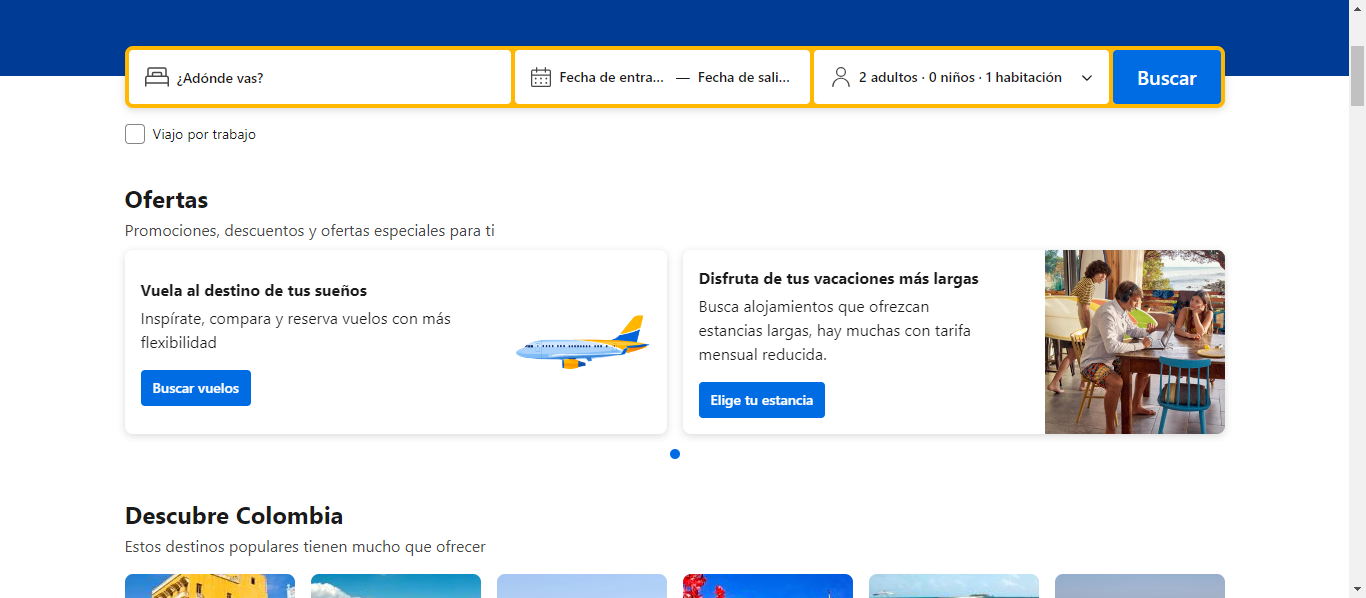 ¿Adónde vas?
Fecha de entra... — Fecha de sali...
2 adultos · 0 niños · 1 habitación
Buscar
Viajo por trabajo
Ofertas
Promociones, descuentos y ofertas especiales para ti
Vuela al destino de tus sueños
Inspírate, compara y reserva vuelos con más
flexibilidad
Buscar vuelos
Disfruta de tus vacaciones más largas
Busca alojamientos que ofrezcan
estancias largas, hay muchas con tarifa
mensual reducida.
Elige tu estancia
Descubre Colombia
Estos destinos populares tienen mucho que ofrecer